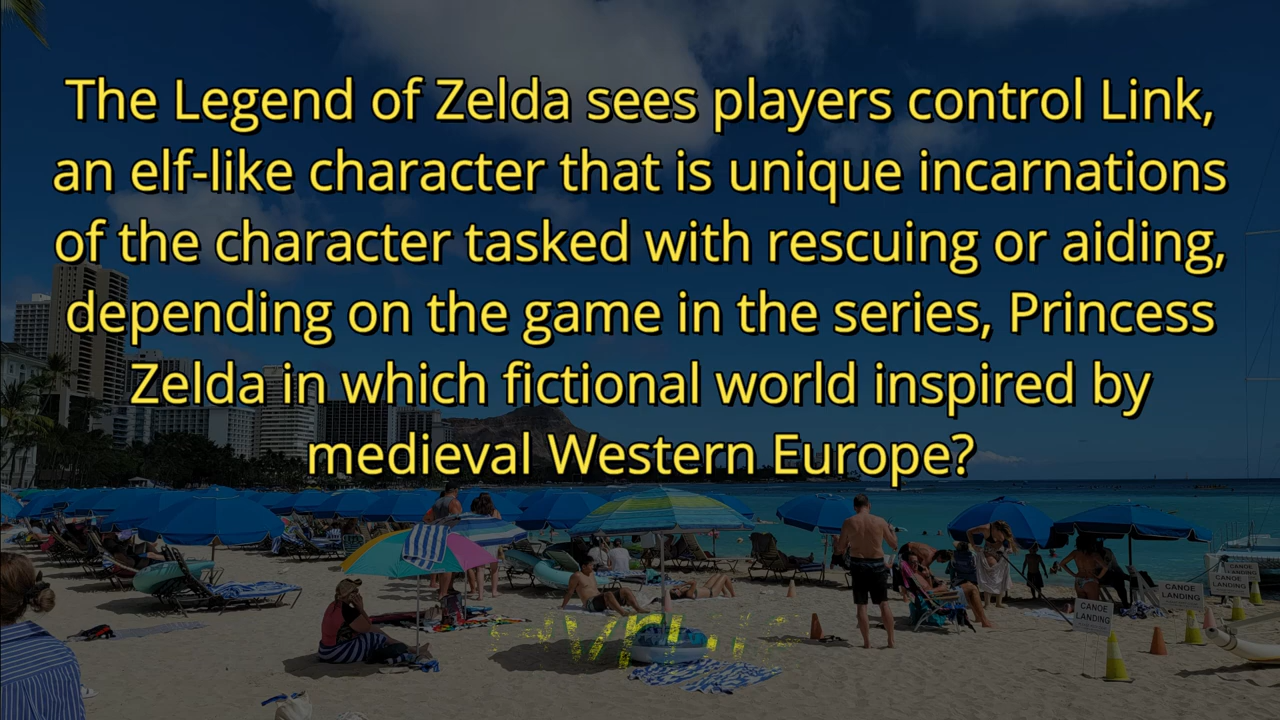 The Legend of Zelda sees players control Link,
an elf-like character that is unique incarnations
of the character tasked with rescuing or aiding,
depending on the game in the series, Princess
Zelda in which fictional world inspired by
medieval Western Europe?
CANOE
LANDING
CANOE
LANDING
CANOE
LANDING